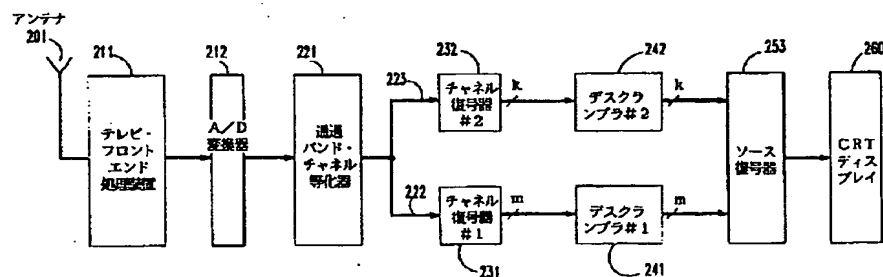 アンテナ
201
211
212
221
232
242
253
260
223
k
k
チャネル
復号器
#2
デスクラ
ンブラ#2
テレビ・
フロント
エンド
処理装置
A/D
変換器
通過
バンド・
チャネル
等化器
ソース
復号器
CRT
ディ
スプ
レイ
222
m
m
チャネル
復号器
#1
デスクラ
ンブラ#1
231
241